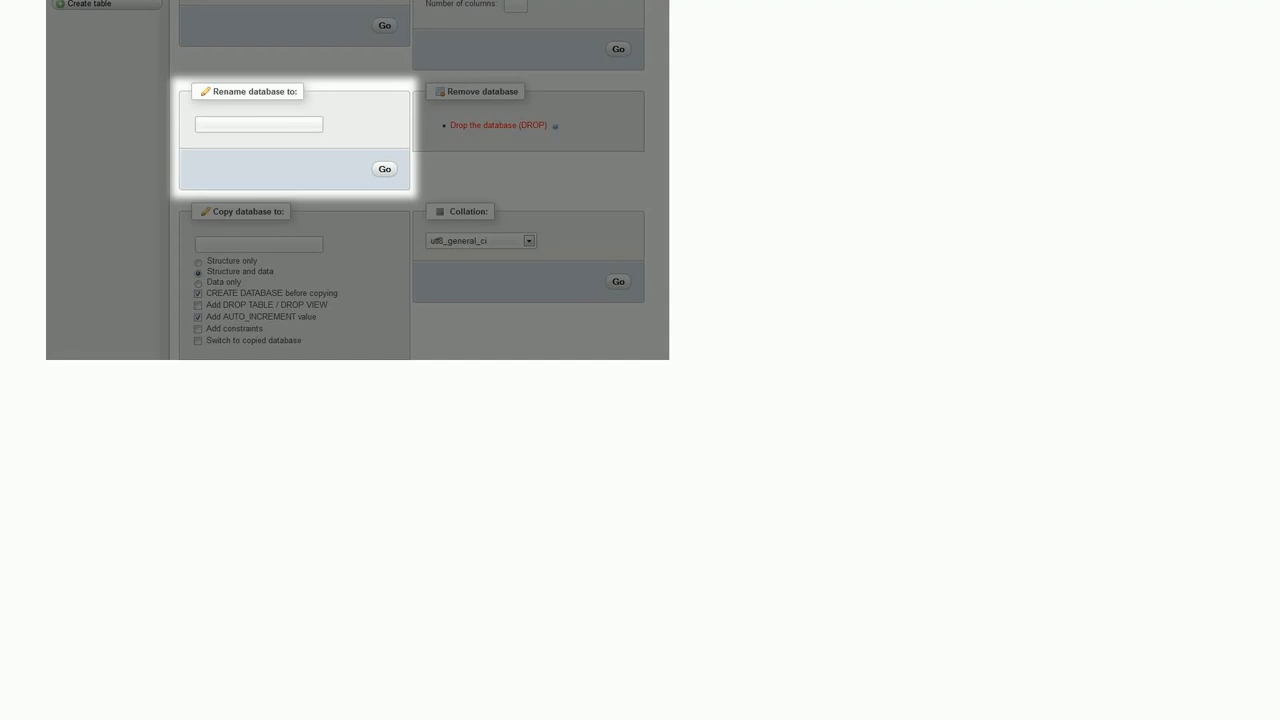 Create table
Number of columns:
Go
Go
Rename database to:
Go
Remove database
Drop the database (DROP)
Copy database to:
Structure only
Structure and data
Data only
CREATE DATABASE before copying
Add DROP TABLE / DROP VIEW
Add AUTO_INCREMENT value
Add constraints
Switch to copied database
Collation:
utf8_general_ci
Go